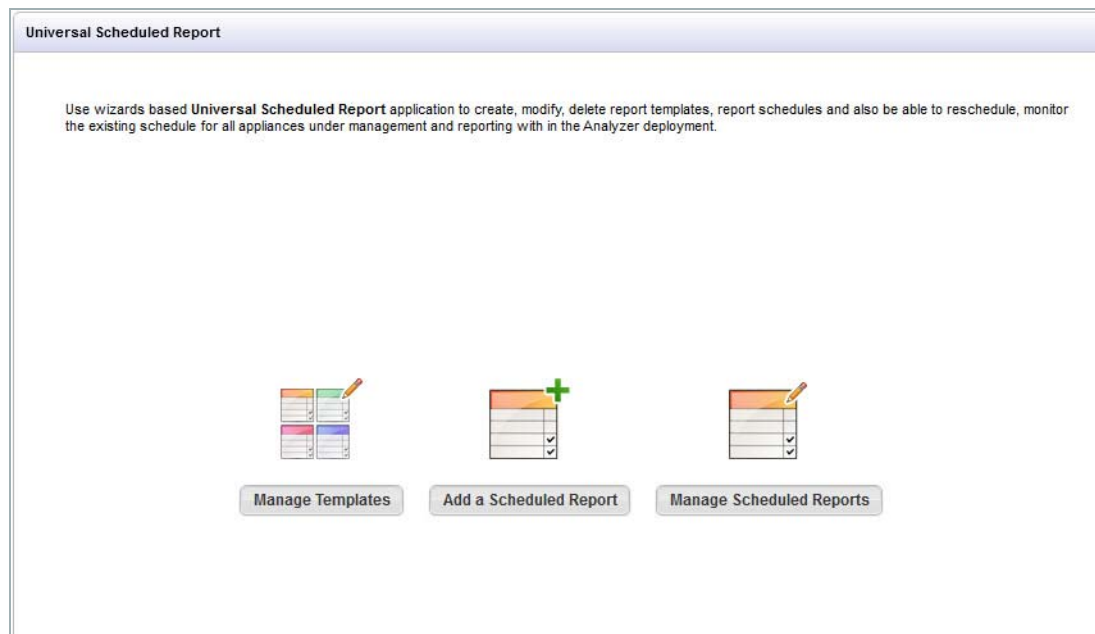 Universal Scheduled Report
Use wizards based Universal Scheduled Report application to create, modify, delete report templates, report schedules and also be able to reschedule, monitor
the existing schedule for all appliances under management and reporting with in the Analyzer deployment.
Manage Templates
Add a Scheduled Report
Manage Scheduled Reports